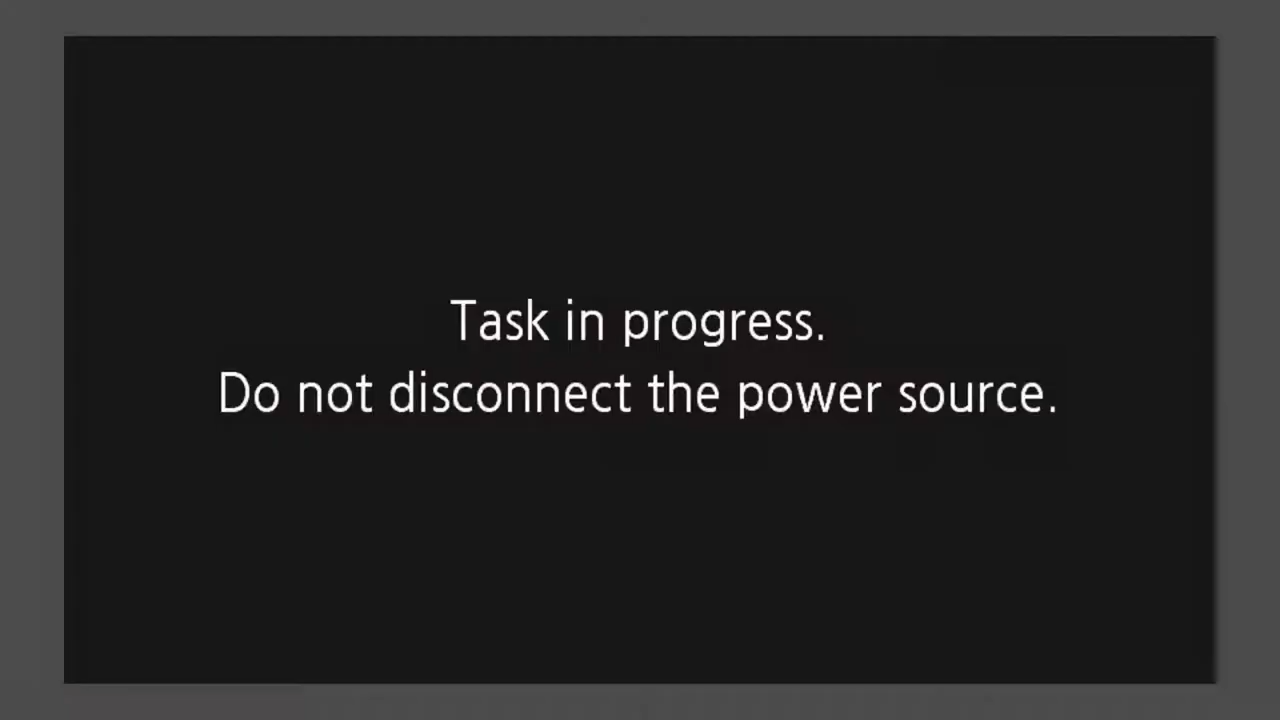 Task in progress.
Do not disconnect the power source.